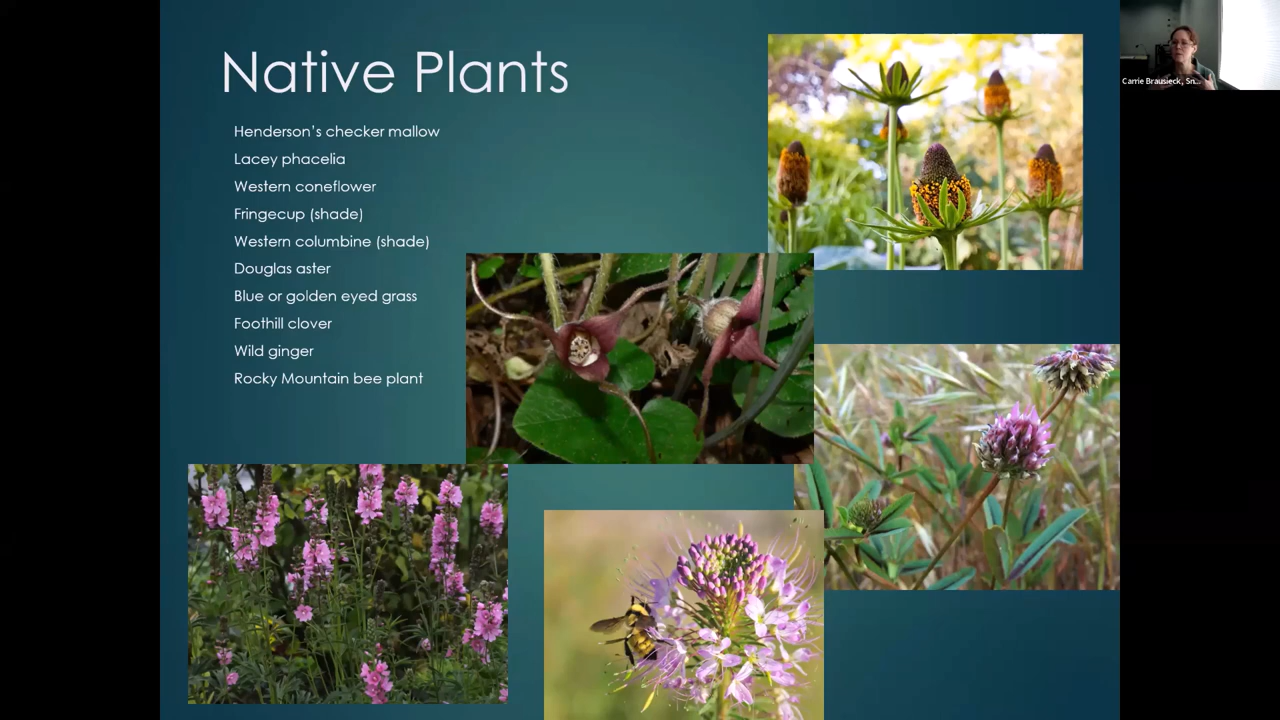 Native Plants
Henderson's checker mallow
Lacey phacelia
Western coneflower
Fringecup (shade)
Western columbine (shade)
Douglas aster
Blue or golden eyed grass
Foothill clover
Wild ginger
Rocky Mountain bee plant
Carrie Brausieck, Sn...